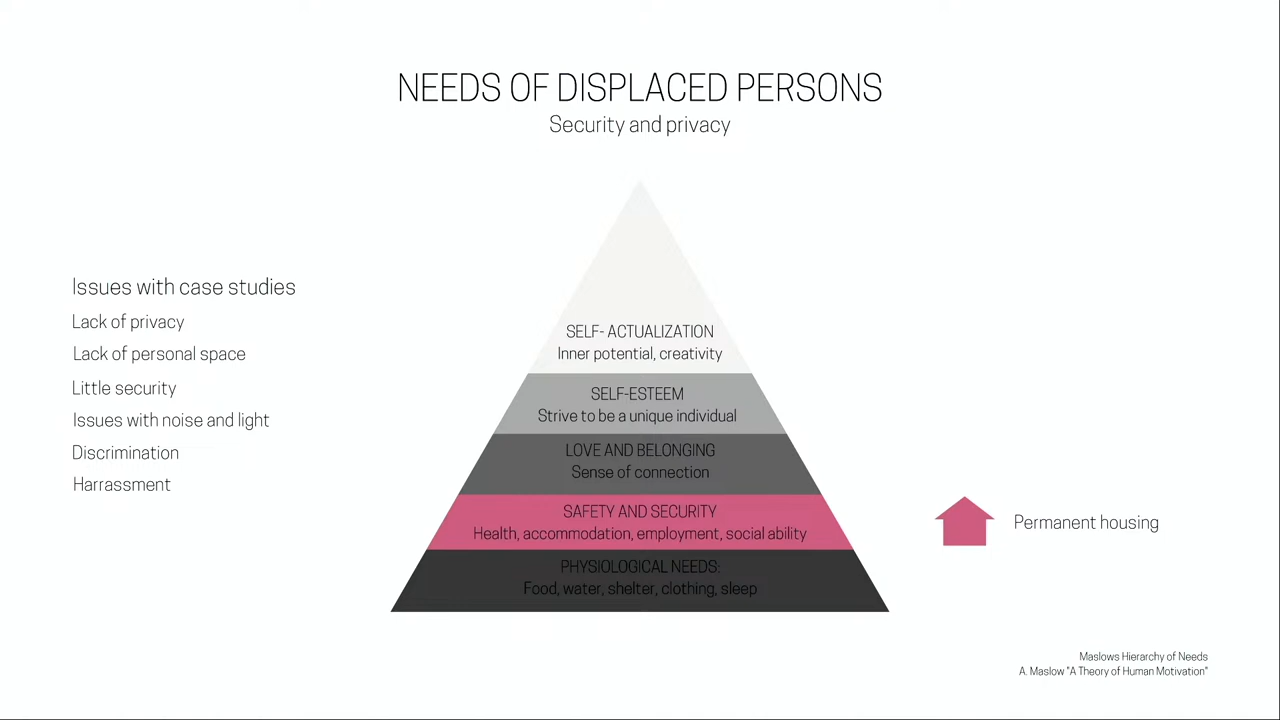 NEEDS OF DISPLACED PERSONS
Security and privacy
Issues with case studies
Lack of privacy
Lack of personal space
Little security
Issues with noise and light
Discrimination
Harrassment
SELF- ACTUALIZATION
Inner potential, creativity
SELF-ESTEEM
Strive to be a unique individual
LOVE AND BELONGING
Sense of connection
SAFETY AND SECURITY
Health, accommodation, employment, social ability
PHYSIOLOGICAL NEEDS:
Food, water, shelter, clothing, sleep
Permanent housing
Maslows Hierarchy of Needs
A. Maslow "A Theory of Human Motivation"